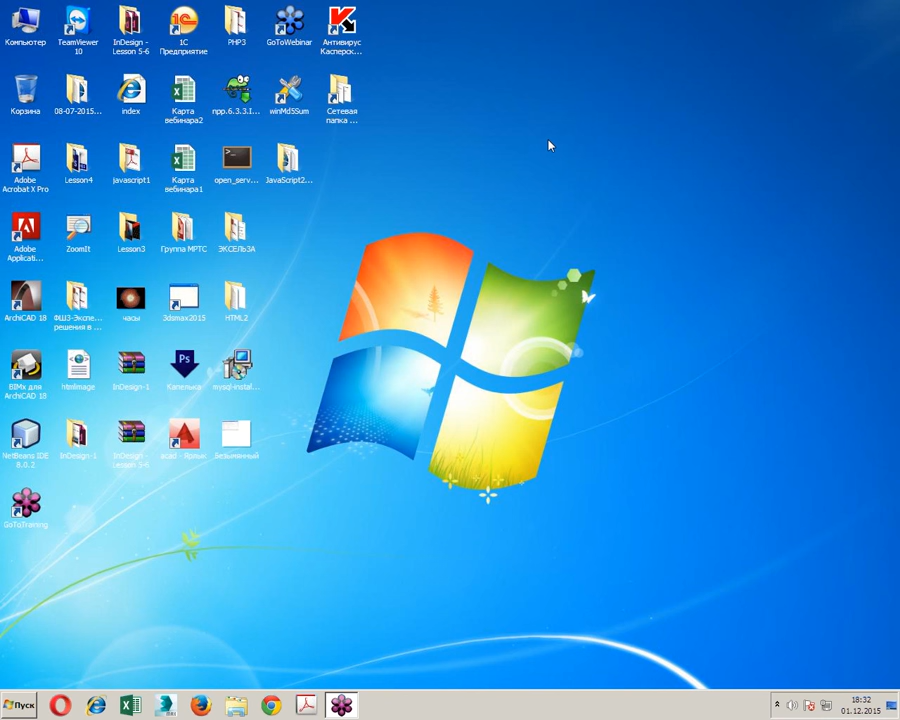 Компьютер
TeamViewer
10
InDesign -
Lesson 5-6
1C
Предприятие
PHP3
GoToWebinar
Антивирус
Касперск...
Корзина
08-07-2015...
index
Карта
вебинара2
npp.6.3.3.I...
winMd5Sum
Сетевая
папка ...
Adobe
Acrobat X Pro
Lesson4
javascript1
Карта
вебинара1
open_serv...
JavaScript2...
Adobe
Applicati...
ZoomIt
Lesson3
Группа МРТС
ЭКСЕЛЬЗА
ArchiCAD 18
ФШЗ-Экспе...
решения в ...
часы
3dsmax2015
HTML2
BIMx для
ArchiCAD 18
htmlimage
InDesign-1
Ps
Капелька
mysql-instal...
NetBeans IDE
8.0.2
InDesign-1
InDesign -
Lesson 5-6
acad - Ярлык
Безымянный
GoToTraining
Пуск
18:32
01.12.2015